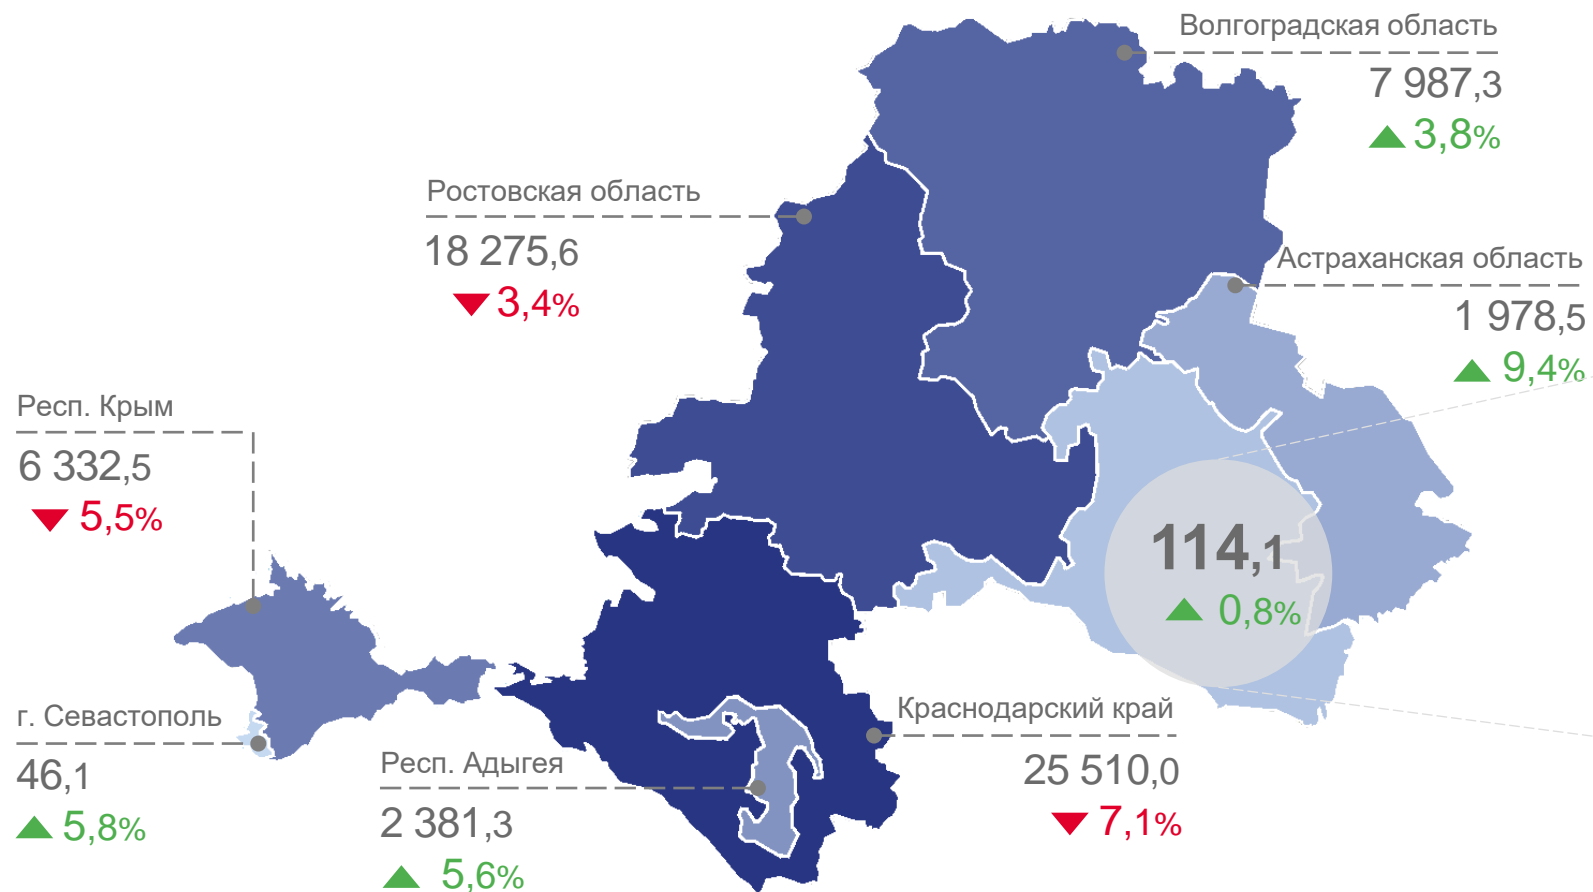 Волгоградская область
7 987,3
▲ 3,8%
Ростовская область
18 275,6
▼ 3,4%
Астраханская область
1 978,5
▲ 9,4%
Респ. Крым
6 332,5
▼ 5,5%
114,1
▲ 0,8%
г. Севастополь
46,1
▲ 5,8%
Респ. Адыгея
2 381,3
▲ 5,6%
Краснодарский край
25 510,0
▼ 7,1%